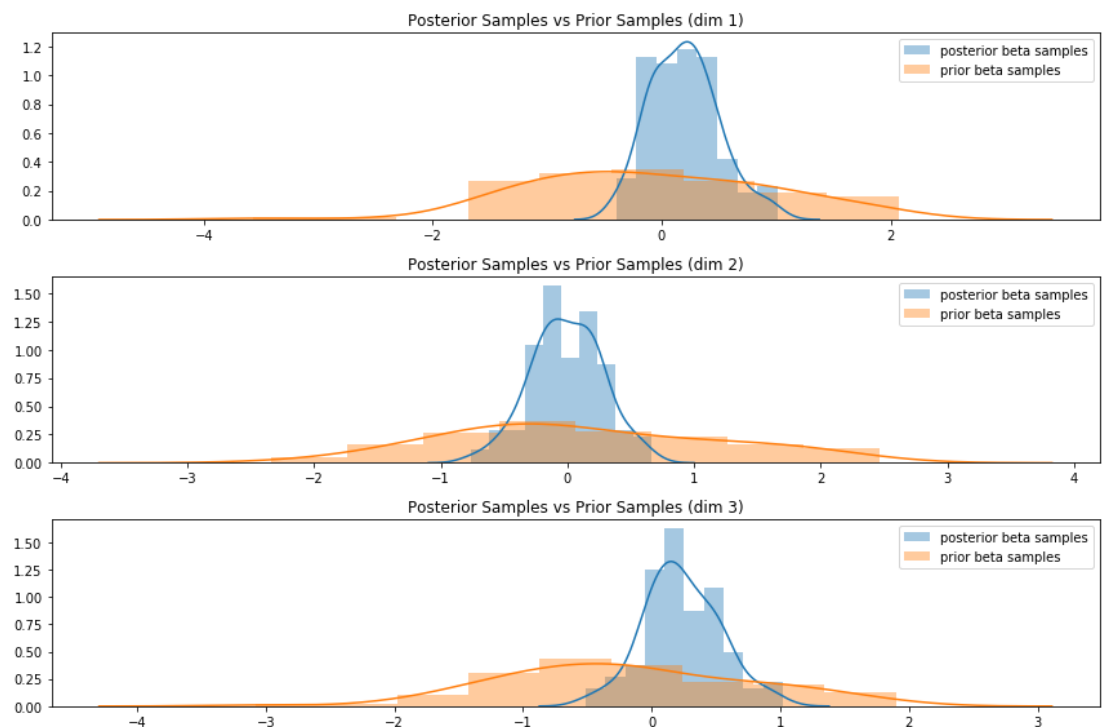 Posterior Samples vs Prior Samples (dim 1)
posterior beta samples
prior beta samples
1.2
1.0
0.8
0.6
0.4
0.2
0.0
−4 −2 0 2
Posterior Samples vs Prior Samples (dim 2)
posterior beta samples
prior beta samples
1.50
1.25
1.00
0.75
0.50
0.25
0.00
−4 −3 −2 −1 0 1 2 3 4
Posterior Samples vs Prior Samples (dim 3)
posterior beta samples
prior beta samples
1.50
1.25
1.00
0.75
0.50
0.25
0.00
−4 −3 −2 −1 0 1 2 3